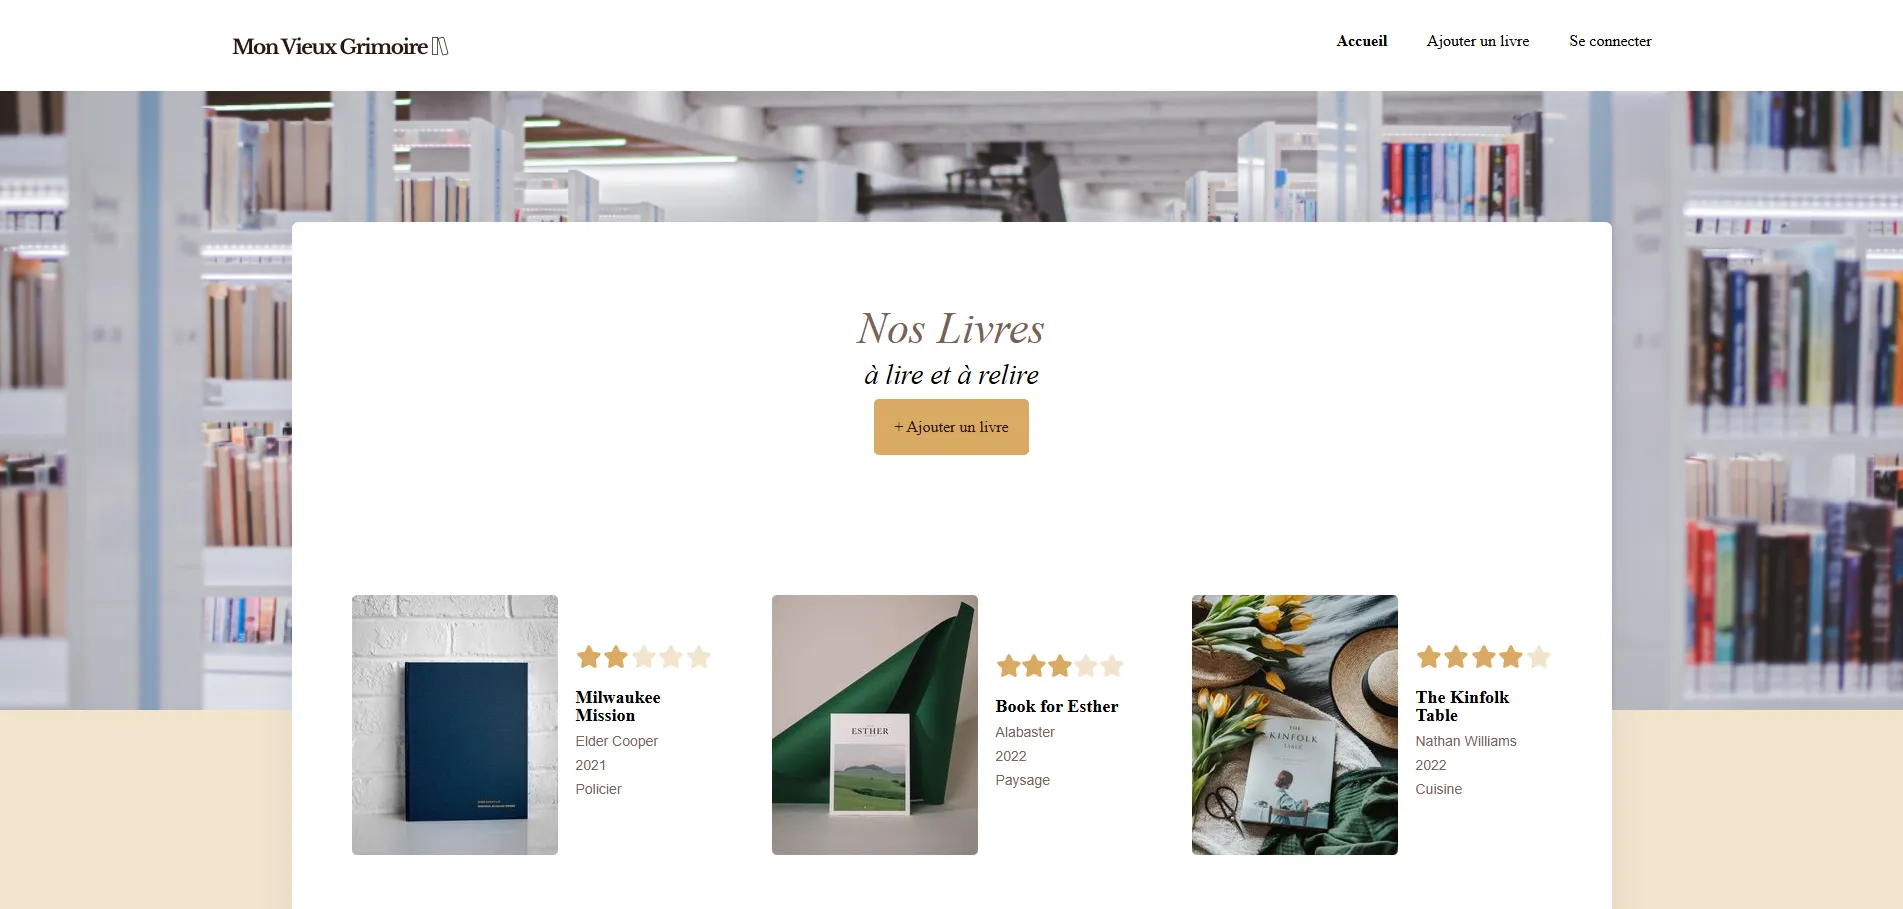 Mon Vieux Grimoire
Accueil
Ajouter un livre
Se connecter
Nos Livres
à lire et à relire
+ Ajouter un livre
Milwaukee
Mission
Elder Cooper
2021
Policier
ESTHER
Book for Esther
Alabaster
2022
Paysage
THE
KINFOLK
TABLE
The Kinfolk
Table
Nathan Williams
2022
Cuisine